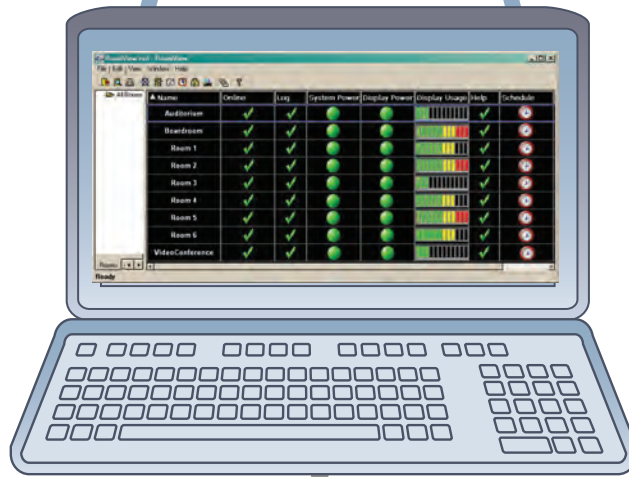 RoomView
File Edit View Window Help
All Rooms
Name Online Log System Power Display Power Display Usage Help Schedule
Auditorium
Boardroom
Room 1
Room 2
Room 3
Room 4
Room 5
Room 6
VideoConference
Rooms
Ready